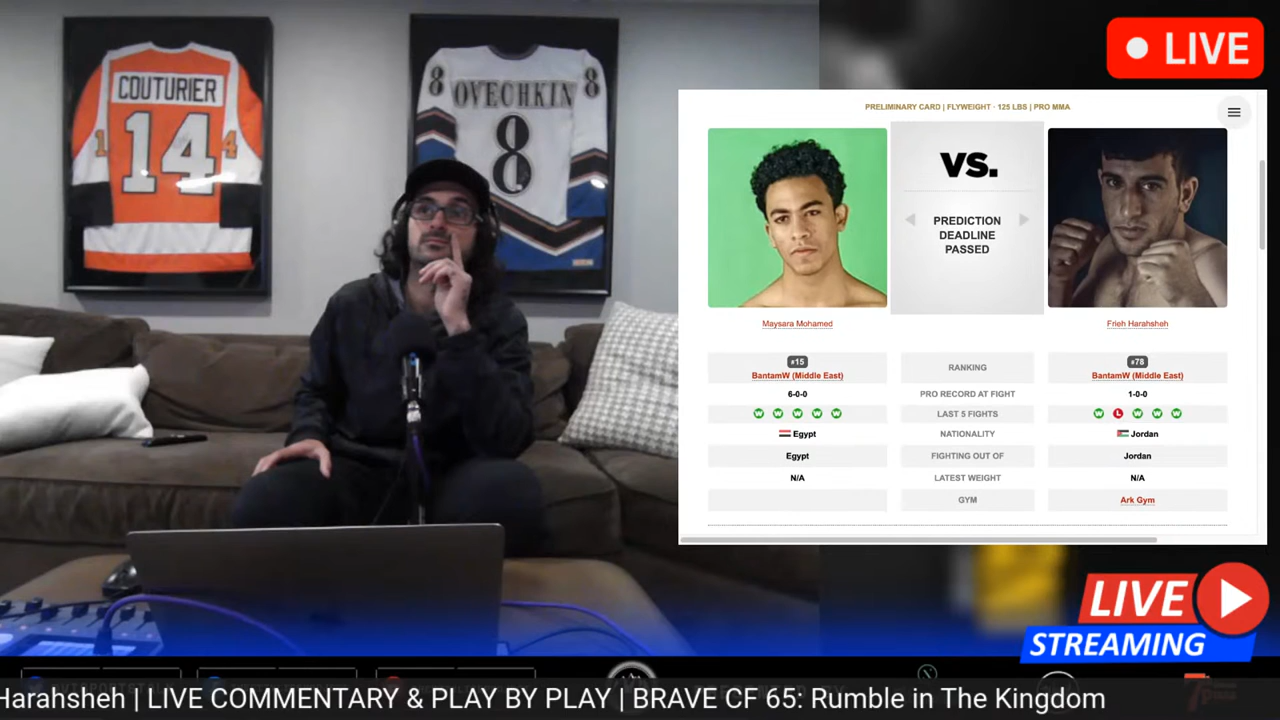 COUTURIER
14
1
4
OVECHKIN
8
8
8
LIVE
PRELIMINARY CARD | FLYWEIGHT · 125 LBS | PRO MMA
VS.
PREDICTION
DEADLINE
PASSED
Maysara Mohamed
Frieh Harahsheh
#15
RANKING
#78
BantamW (Middle East)
BantamW (Middle East)
6-0-0
PRO RECORD AT FIGHT
1-0-0
W W W W W
LAST 5 FIGHTS
W L W W W
Egypt
NATIONALITY
Jordan
Egypt
FIGHTING OUT OF
Jordan
N/A
LATEST WEIGHT
N/A
GYM
Ark Gym
LIVE
STREAMING
Harahsheh | LIVE COMMENTARY & PLAY BY PLAY | BRAVE CF 65: Rumble in The Kingdom